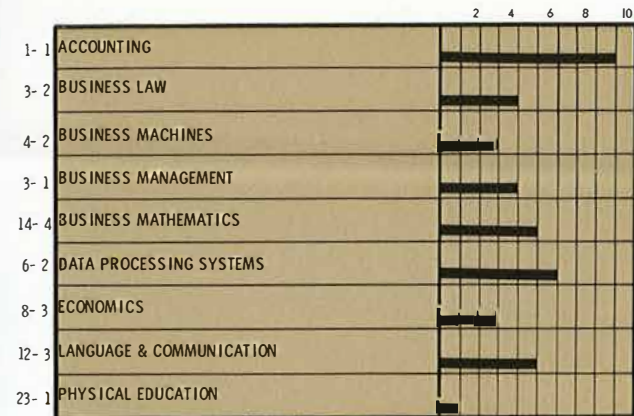 2 4 6 8 10
1- 1 ACCOUNTING
3- 2 BUSINESS LAW
4- 2 BUSINESS MACHINES
3- 1 BUSINESS MANAGEMENT
14- 4 BUSINESS MATHEMATICS
6- 2 DATA PROCESSING SYSTEMS
8- 3 ECONOMICS
12- 3 LANGUAGE & COMMUNICATION
23- 1 PHYSICAL EDUCATION